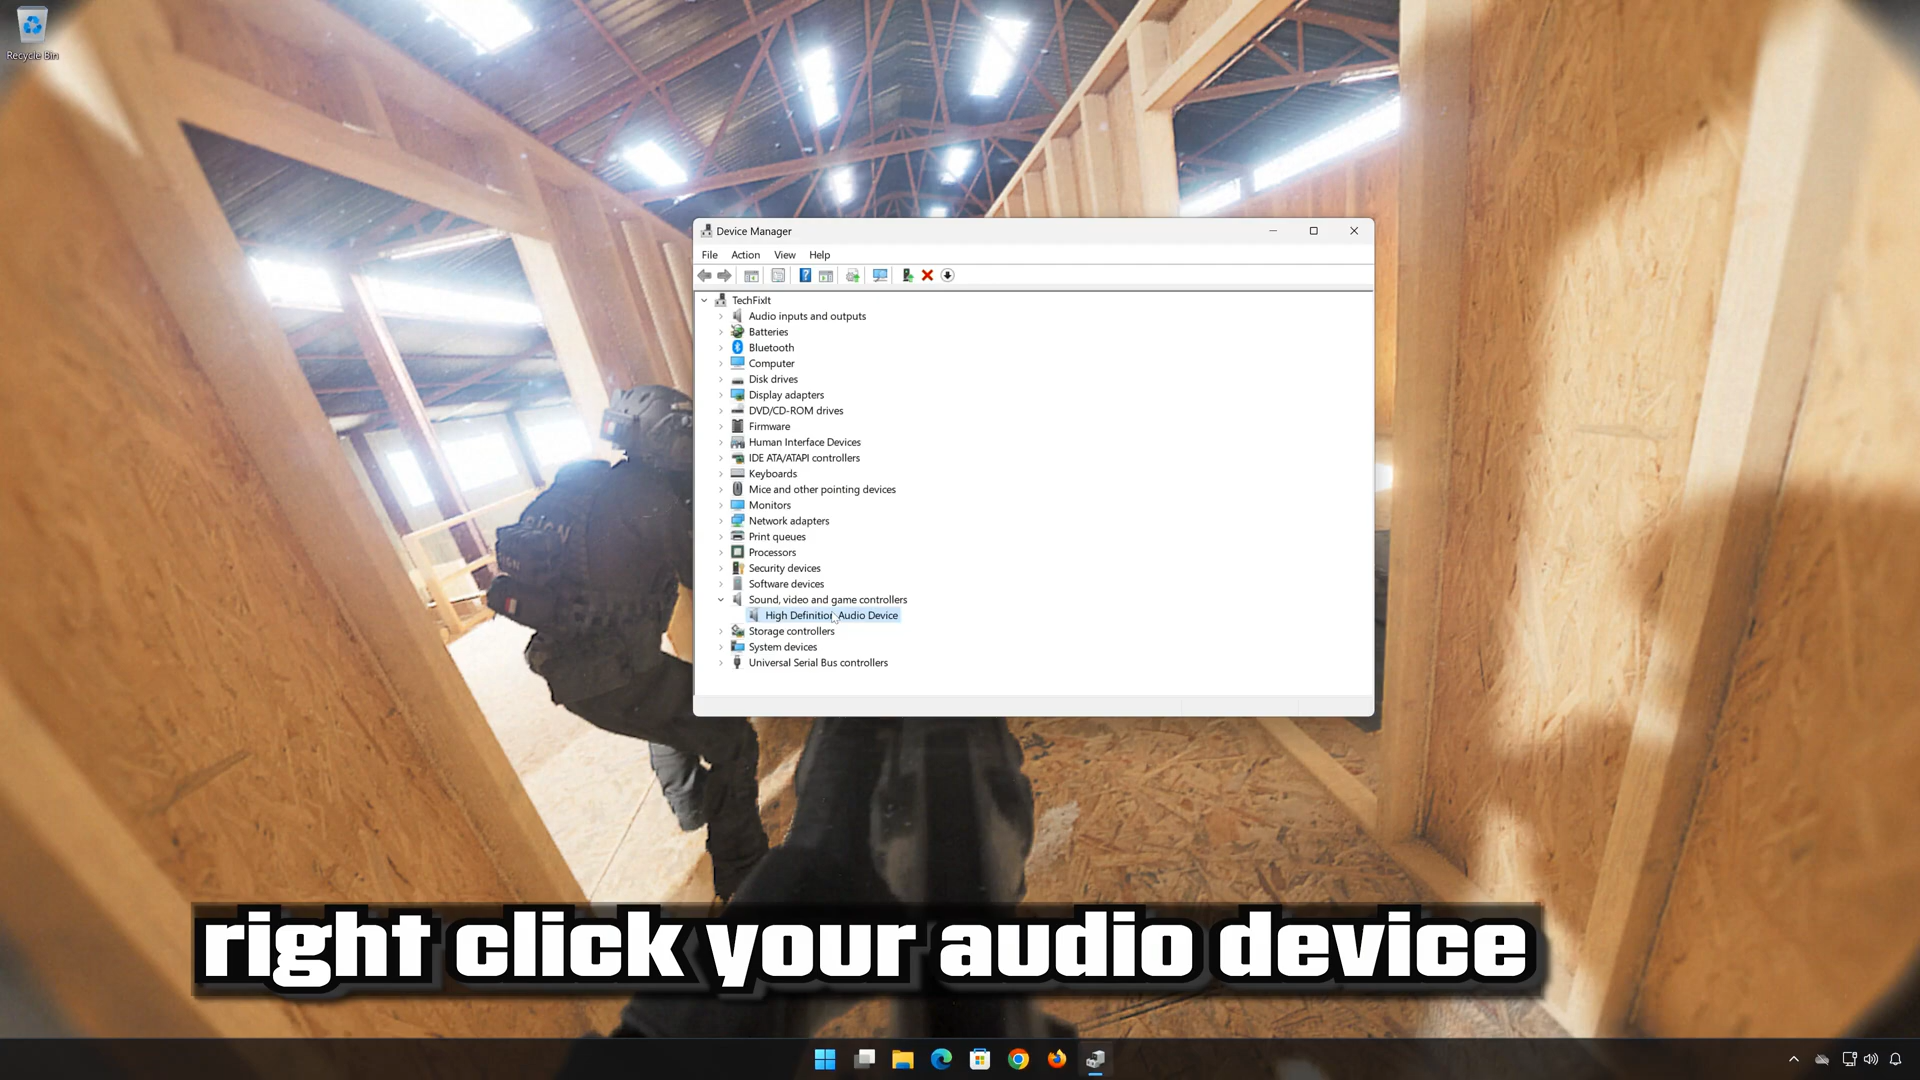 Recycle Bin
Device Manager
File Action View Help
TechFixIt
Audio inputs and outputs
Batteries
Bluetooth
Computer
Disk drives
Display adapters
DVD/CD-ROM drives
Firmware
Human Interface Devices
IDE ATA/ATAPI controllers
Keyboards
Mice and other pointing devices
Monitors
Network adapters
Print queues
Processors
Security devices
Software devices
Sound, video and game controllers
High Definition Audio Device
Storage controllers
System devices
Universal Serial Bus controllers
right click your audio device